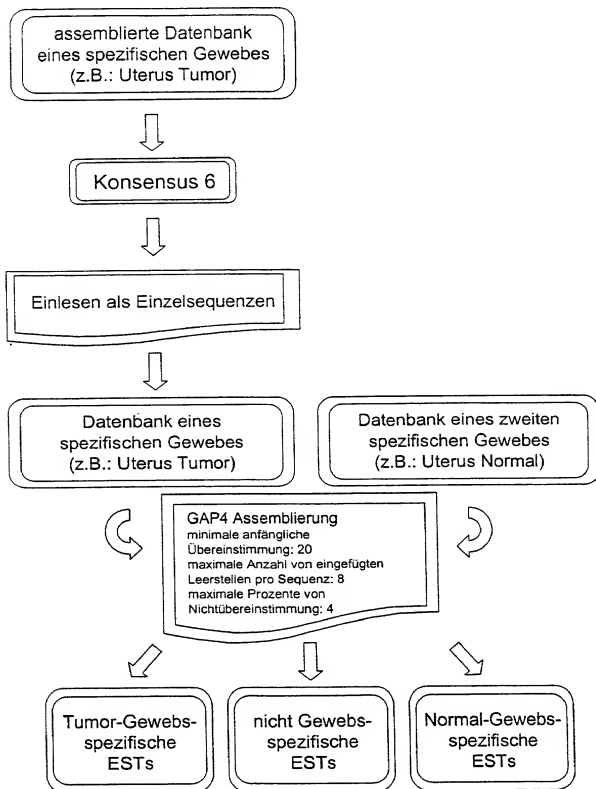 assemblierte Datenbank
eines spezifischen Gewebes
(z.B.: Uterus Tumor)
Konsensus 6
Einlesen als Einzelsequenzen
Datenbank eines
spezifischen Gewebes
(z.B.: Uterus Tumor)
Datenbank eines zweiten
spezifischen Gewebes
(z.B.: Uterus Normal)
GAP4 Assemblierung
minimale anfängliche
Übereinstimmung: 20
maximale Anzahl von eingefügten
Leerstellen pro Sequenz: 8
maximale Prozente von
Nichtübereinstimmung: 4
Tumor-Gewebs-
spezifische
ESTs
nicht Gewebs-
spezifische
ESTs
Normal-Gewebs-
spezifische
ESTs